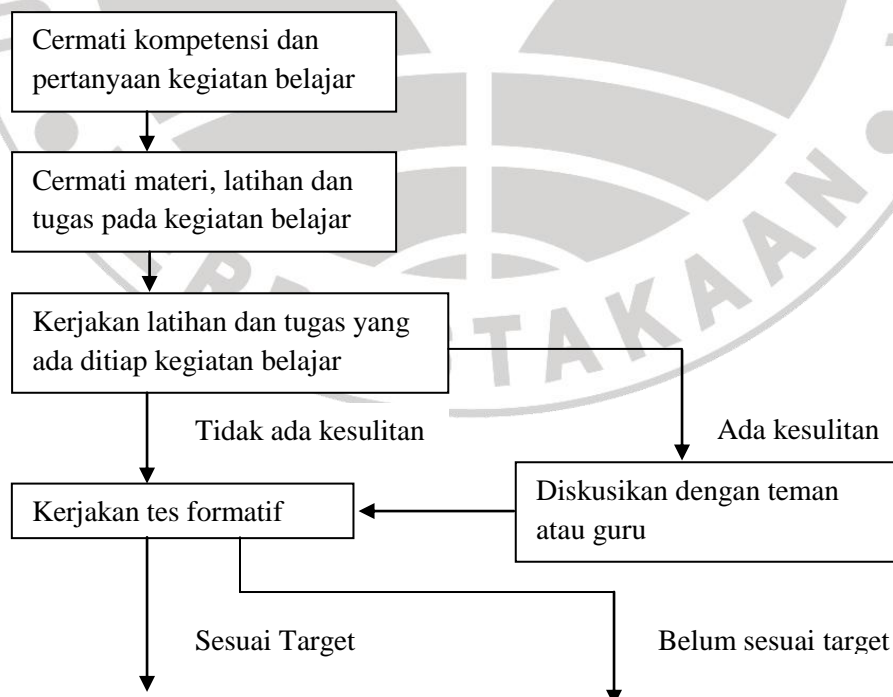 Cermati kompetensi dan
pertanyaan kegiatan belajar
Cermati materi, latihan dan
tugas pada kegiatan belajar
Kerjakan latihan dan tugas yang
ada ditiap kegiatan belajar
Tidak ada kesulitan
Ada kesulitan
Kerjakan tes formatif
Diskusikan dengan teman
atau guru
Sesuai Target
Belum sesuai target